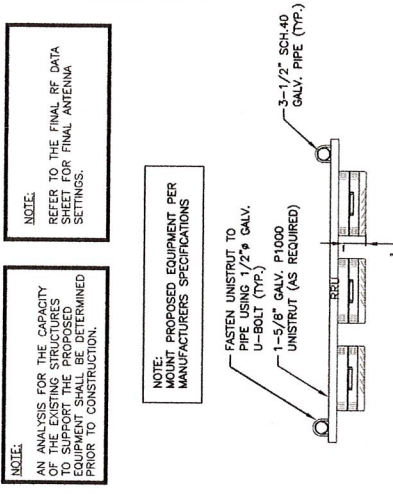 NOTE:
AN ANALYSIS FOR THE CAPACITY
OF THE EXISTING STRUCTURES
TO SUPPORT THE PROPOSED
EQUIPMENT SHALL BE DETERMINED
PRIOR TO CONSTRUCTION.
NOTE:
REFER TO THE FINAL RF DATA
SHEET FOR FINAL ANTENNA
SETTINGS.
NOTE:
MOUNT PROPOSED EQUIPMENT PER
MANUFACTURERS SPECIFICATIONS
FASTEN UNISTRUT TO
PIPE USING 1/2"ø GALV.
U-BOLT (TYP.)
1-5/8" GALV. P1000
UNISTRUT (AS REQUIRED)
3-1/2" SCH.40
GALV. PIPE (TYP.)
RRU